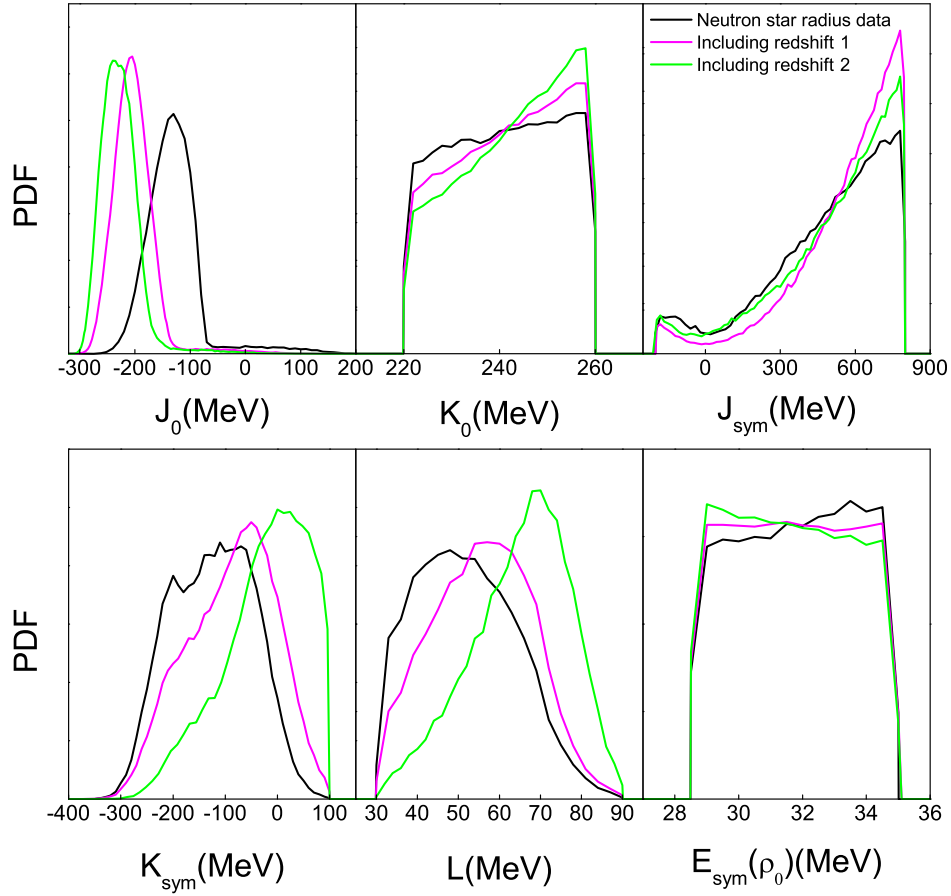 Neutron star radius data
Including redshift 1
Including redshift 2
PDF
-300 -200 -100 0 100 200 220 240 260 0 300 600 900
J0(MeV) K0(MeV) Jsym(MeV)
PDF
-400 -300 -200 -100 0 100 30 40 50 60 70 80 90 28 30 32 34 36
Ksym(MeV) L(MeV) Esym(ρ0)(MeV)